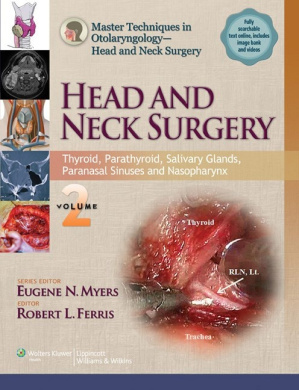 Master Techniques in
Otolaryngology—
Head and Neck Surgery
Fully
searchable
text online, includes
image bank
and videos
HEAD AND
NECK SURGERY
Thyroid, Parathyroid, Salivary Glands,
Paranasal Sinuses and Nasopharynx
VOLUME
2
Thyroid
RLN, Lt.
Trachea
SERIES EDITOR
EUGENE N. MYERS
EDITOR
ROBERT L. FERRIS
Wolters Kluwer
Health
Lippincott
Williams & Wilkins